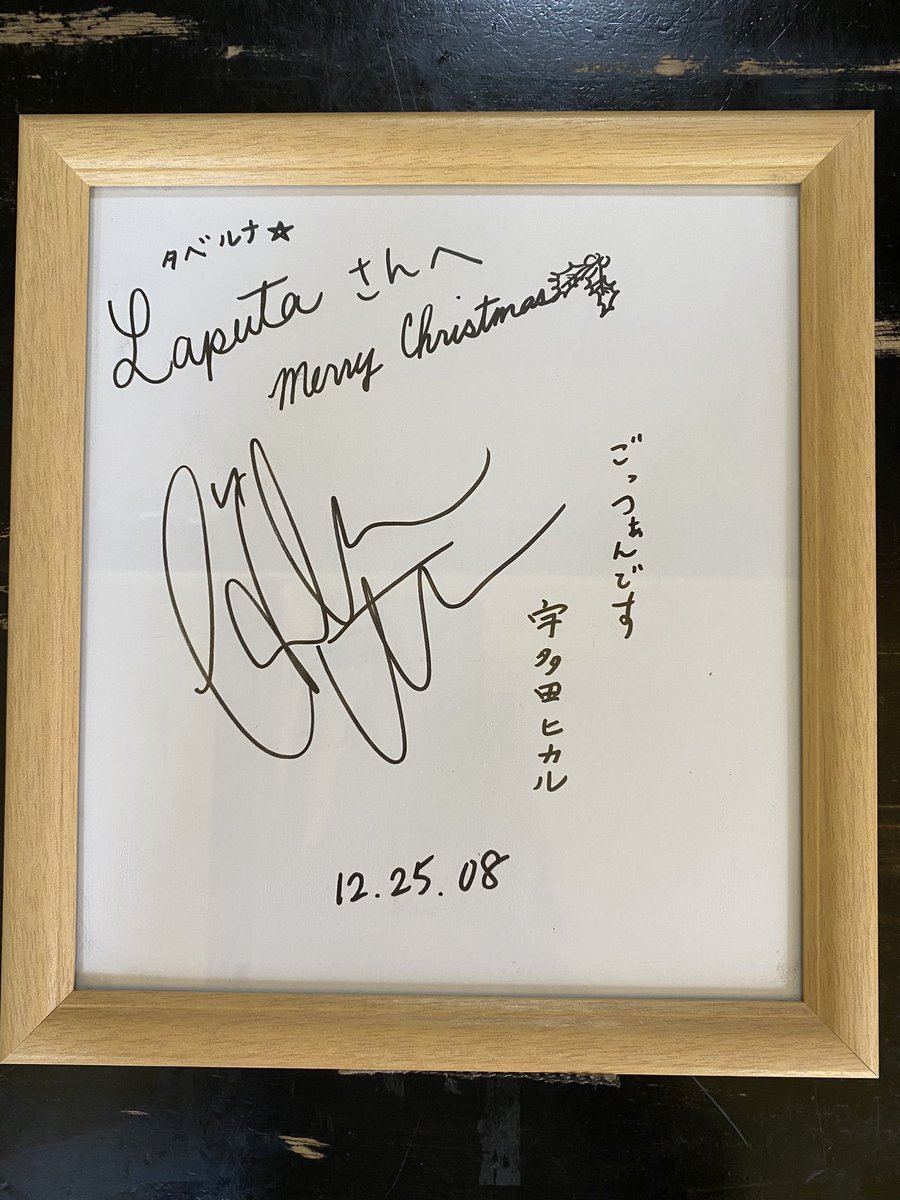 タベルナ☆
Laputa さんへ
Merry Christmas
ごっつぁんです
宇多田ヒカル
12.25.08